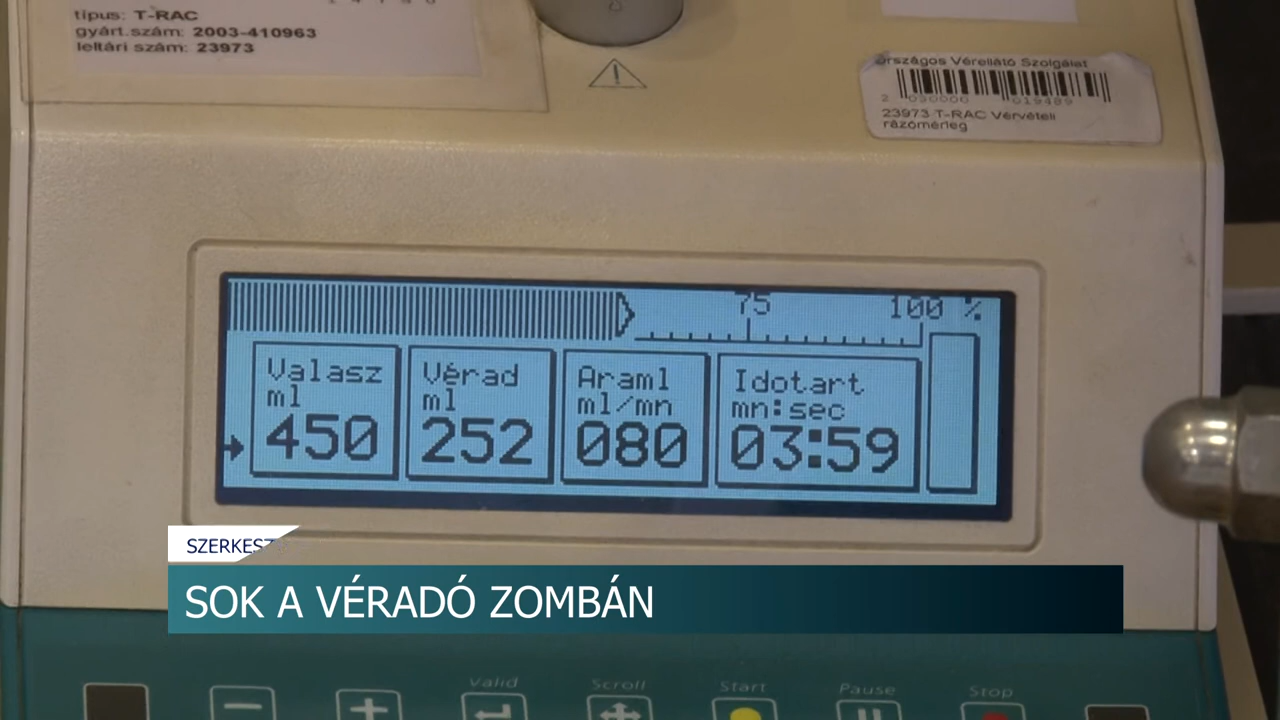 típus: T-RAC
gyárt.szám: 2003-410963
leltári szám: 23973
Országos Vérellátó Szolgálat
23973 T-RAC Vérvételi
rázómérleg
75 100 %
Valasz
ml
450
Vérad
ml
252
Araml
ml/mn
080
Idotart
mn:sec
03:59
SZERKESZ
SOK A VÉRADÓ ZOMBÁN
Valid
Scroll
Start
Pause
Stop